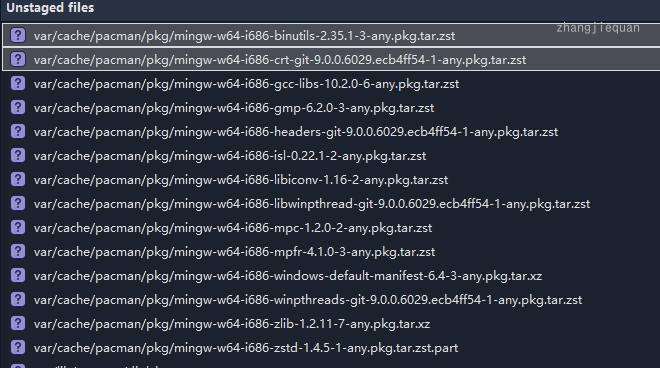 Unstaged files
zhangjiequan
? var/cache/pacman/pkg/mingw-w64-i686-binutils-2.35.1-3-any.pkg.tar.zst
? var/cache/pacman/pkg/mingw-w64-i686-crt-git-9.0.0.6029.ecb4ff54-1-any.pkg.tar.zst
? var/cache/pacman/pkg/mingw-w64-i686-gcc-libs-10.2.0-6-any.pkg.tar.zst
? var/cache/pacman/pkg/mingw-w64-i686-gmp-6.2.0-3-any.pkg.tar.zst
? var/cache/pacman/pkg/mingw-w64-i686-headers-git-9.0.0.6029.ecb4ff54-1-any.pkg.tar.zst
? var/cache/pacman/pkg/mingw-w64-i686-isl-0.22.1-2-any.pkg.tar.zst
? var/cache/pacman/pkg/mingw-w64-i686-libiconv-1.16-2-any.pkg.tar.zst
? var/cache/pacman/pkg/mingw-w64-i686-libwinpthread-git-9.0.0.6029.ecb4ff54-1-any.pkg.tar.zst
? var/cache/pacman/pkg/mingw-w64-i686-mpc-1.2.0-2-any.pkg.tar.zst
? var/cache/pacman/pkg/mingw-w64-i686-mpfr-4.1.0-3-any.pkg.tar.zst
? var/cache/pacman/pkg/mingw-w64-i686-windows-default-manifest-6.4-3-any.pkg.tar.xz
? var/cache/pacman/pkg/mingw-w64-i686-winpthreads-git-9.0.0.6029.ecb4ff54-1-any.pkg.tar.zst
? var/cache/pacman/pkg/mingw-w64-i686-zlib-1.2.11-7-any.pkg.tar.xz
? var/cache/pacman/pkg/mingw-w64-i686-zstd-1.4.5-1-any.pkg.tar.zst.part